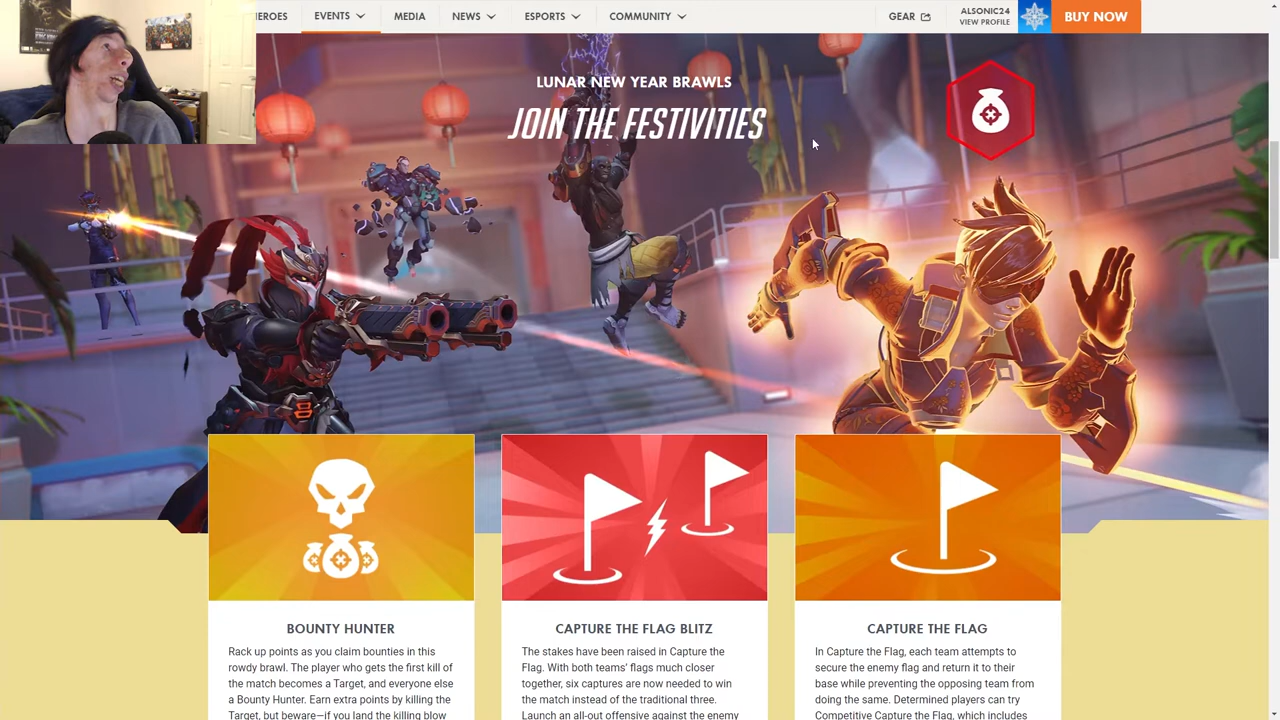 EROES
EVENTS
MEDIA
NEWS
ESPORTS
COMMUNITY
GEAR
ALSONIC24
VIEW PROFILE
BUY NOW
LUNAR NEW YEAR BRAWLS
JOIN THE FESTIVITIES
BOUNTY HUNTER
Rack up points as you claim bounties in this
rowdy brawl. The player who gets the first kill of
the match becomes a Target, and everyone else
a Bounty Hunter. Earn extra points by killing the
Target, but beware—if you land the killing blow
CAPTURE THE FLAG BLITZ
The stakes have been raised in Capture the
Flag. With both teams' flags much closer
together, six captures are now needed to win
the match instead of the traditional three.
Launch an all-out offensive against the enemy
CAPTURE THE FLAG
In Capture the Flag, each team attempts to
secure the enemy flag and return it to their
base while preventing the opposing team from
doing the same. Determined players can try
Competitive Capture the Flag, which includes